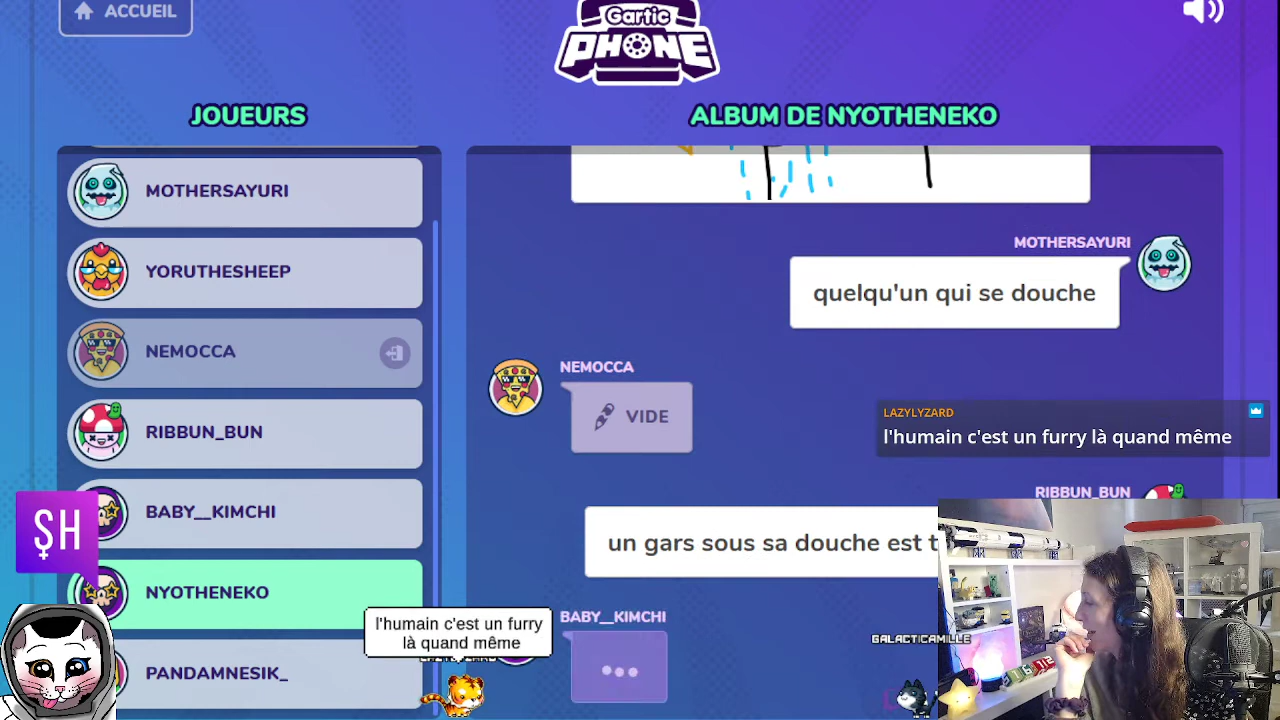 ACCUEIL
Gartic
PHONE
JOUEURS
ALBUM DE NYOTHENEKO
MOTHERSAYURI
YORUTHESHEEP
NEMOCCA
RIBBUN_BUN
BABY__KIMCHI
NYOTHENEKO
PANDAMNESIK_
MOTHERSAYURI
quelqu'un qui se douche
NEMOCCA
VIDE
LAZYLYZARD
l'humain c'est un furry là quand même
RIBBUN_BUN
un gars sous sa douche est
BABY__KIMCHI
$H
l'humain c'est un furry
là quand même
GALACTICAMILLE